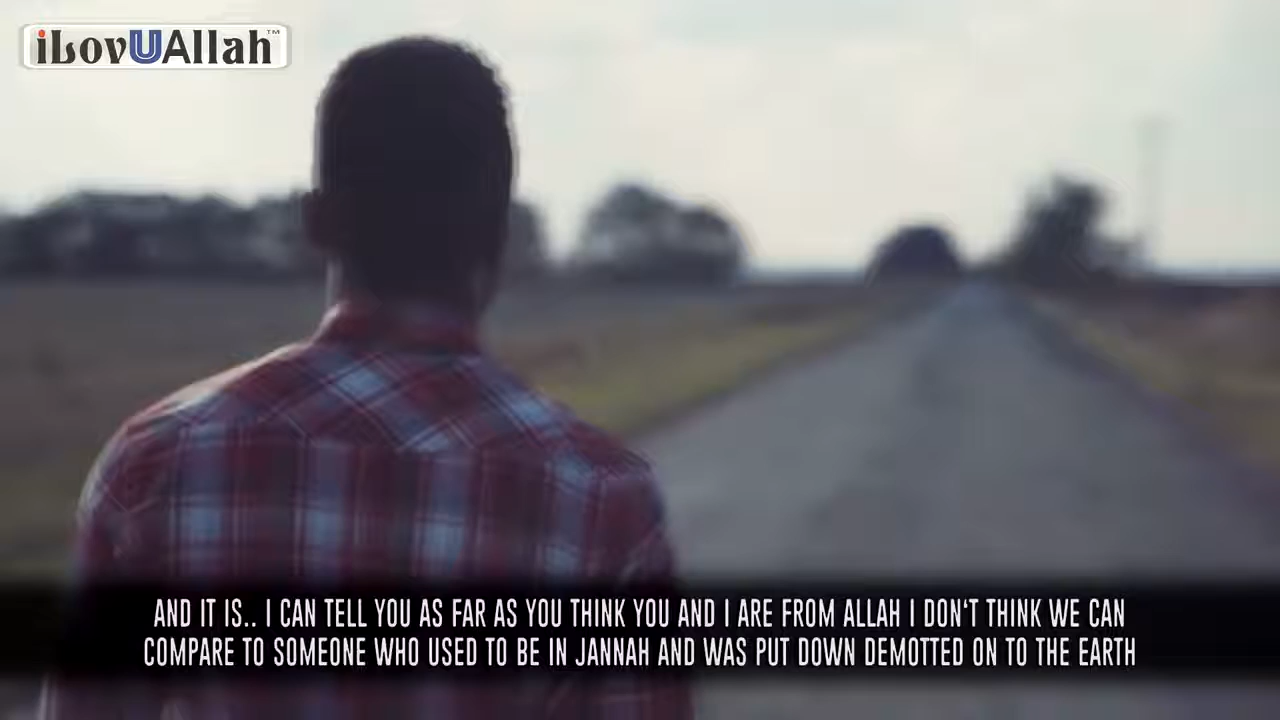 iLovUAllah™
AND IT IS.. I CAN TELL YOU AS FAR AS YOU THINK YOU AND I ARE FROM ALLAH I DON'T THINK WE CAN
COMPARE TO SOMEONE WHO USED TO BE IN JANNAH AND WAS PUT DOWN DEMOTTED ON TO THE EARTH